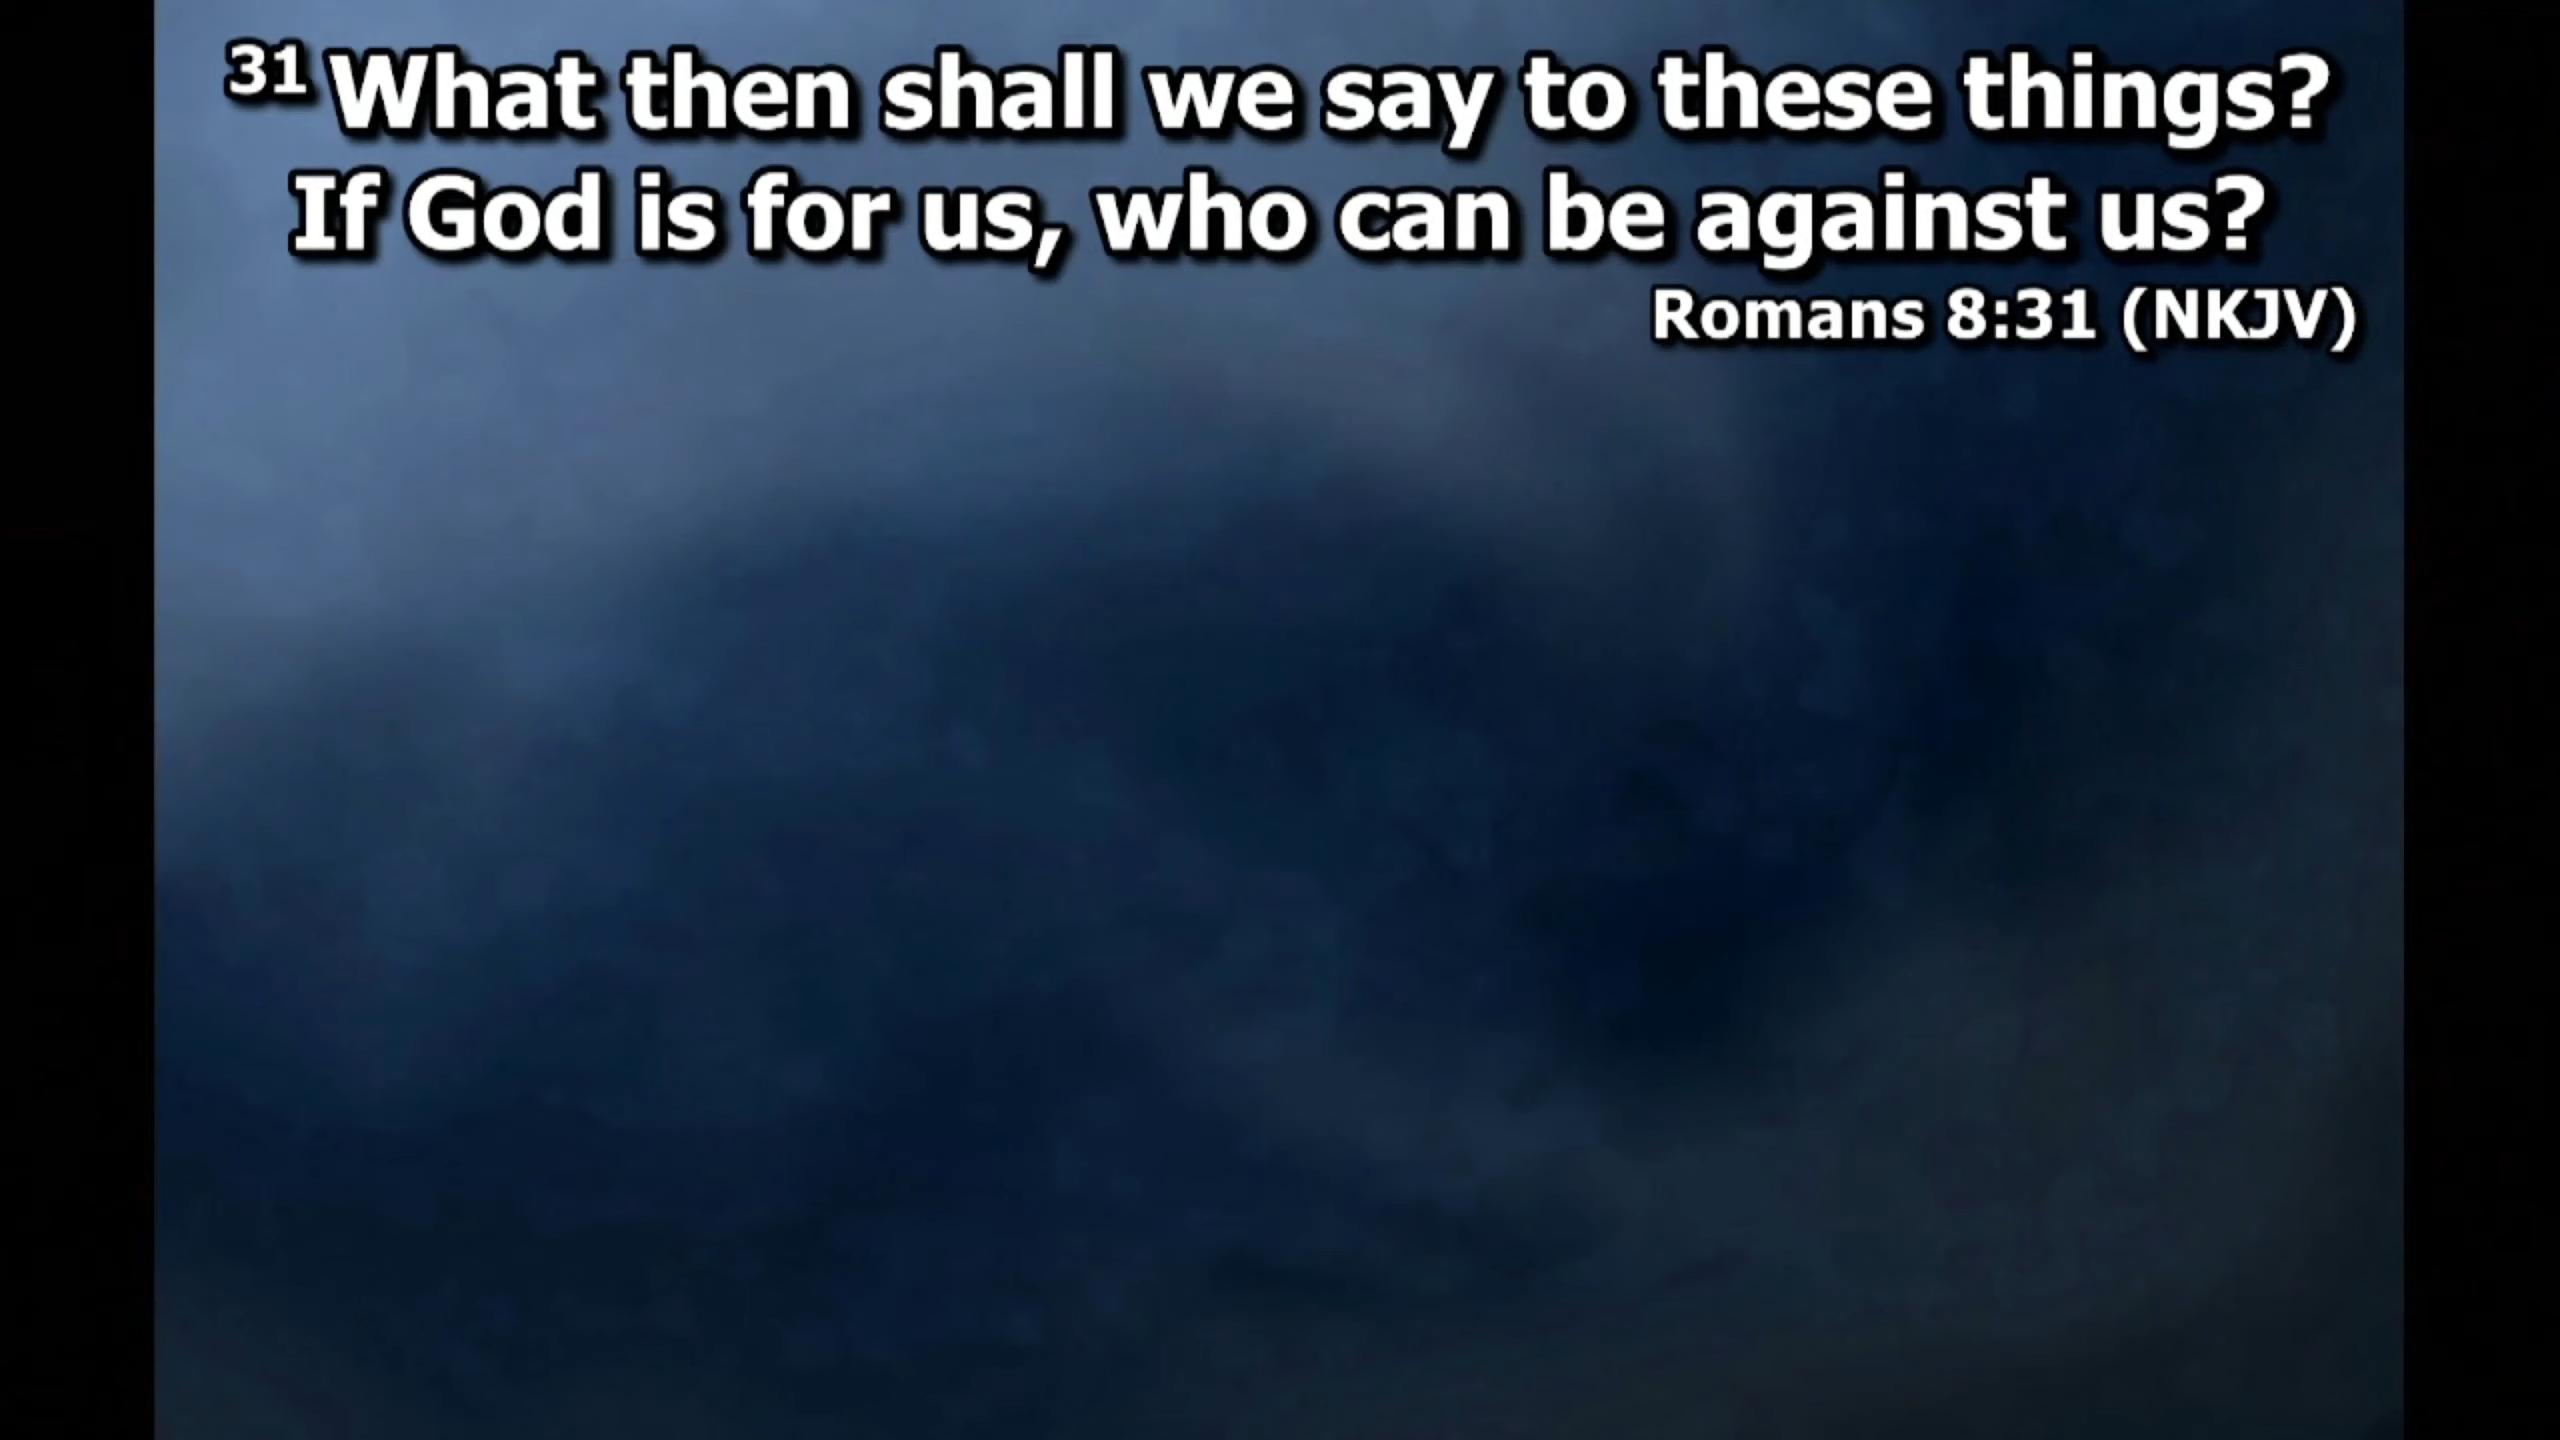 31 What then shall we say to these things?
If God is for us, who can be against us?
Romans 8:31 (NKJV)